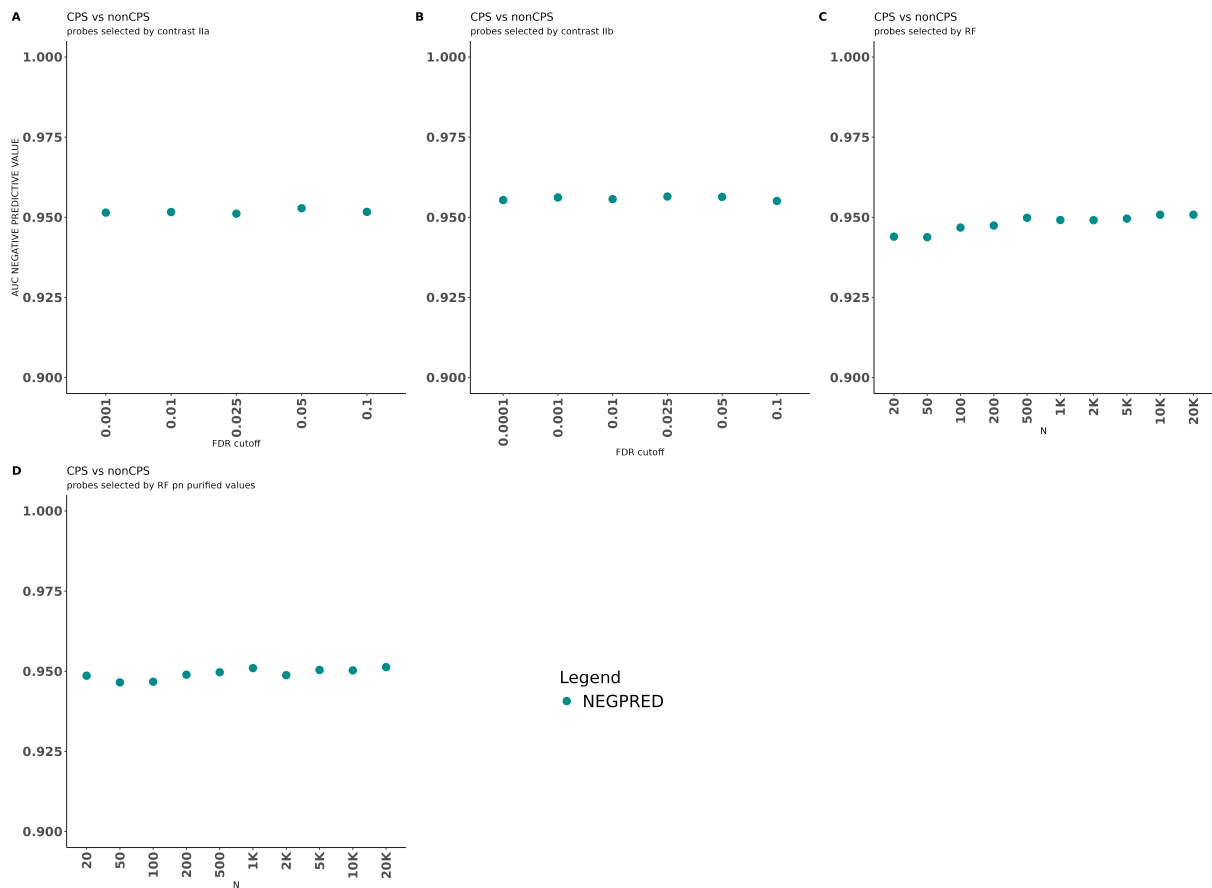 A
CPS vs nonCPS
probes selected by contrast IIa
AUC NEGATIVE PREDICTIVE VALUE
1.000
0.975
0.950
0.925
0.900
0.001
0.01
0.025
0.05
0.1
FDR cutoff
B
CPS vs nonCPS
probes selected by contrast IIb
1.000
0.975
0.950
0.925
0.900
0.0001
0.001
0.01
0.025
0.05
0.1
FDR cutoff
C
CPS vs nonCPS
probes selected by RF
1.000
0.975
0.950
0.925
0.900
20
50
100
200
500
1K
2K
5K
10K
20K
N
D
CPS vs nonCPS
probes selected by RF pn purified values
1.000
0.975
0.950
0.925
0.900
20
50
100
200
500
1K
2K
5K
10K
20K
N
Legend
NEGPRED